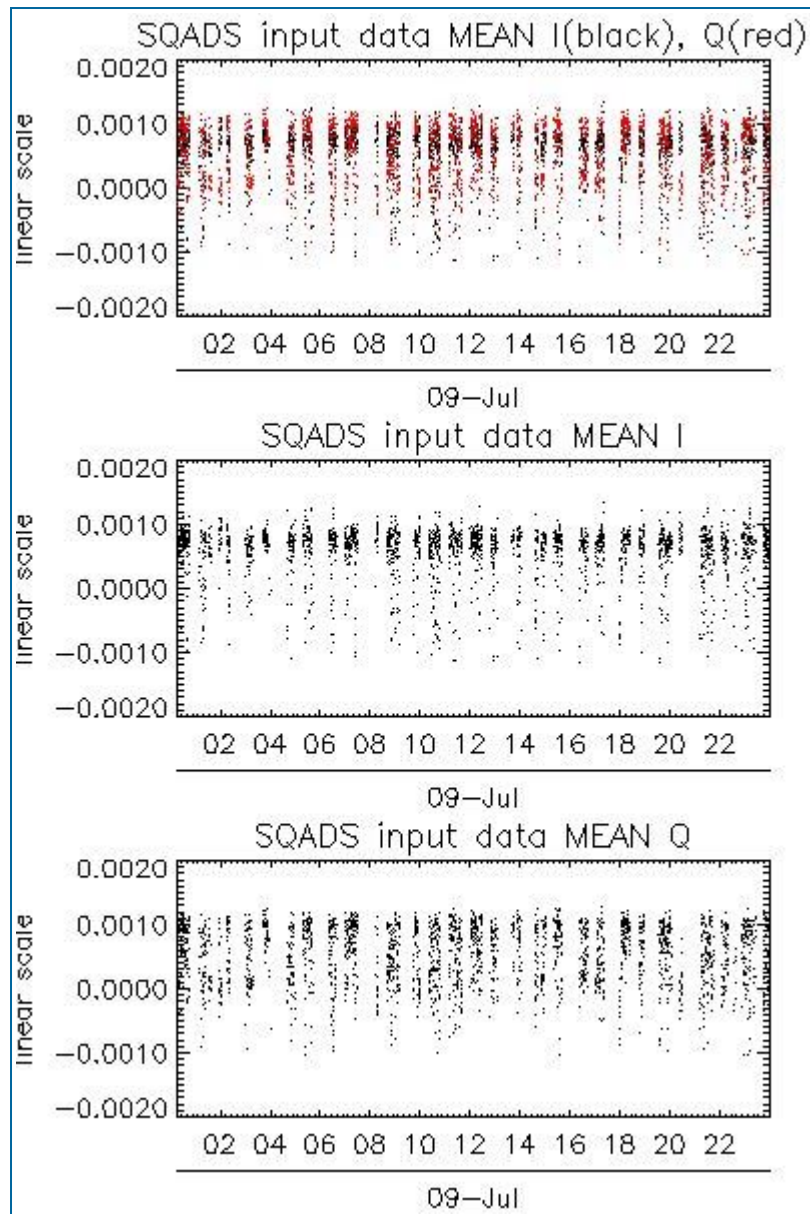 SQADS input data MEAN I(black), Q(red)
0.0020
0.0010
0.0000
−0.0010
−0.0020
linear scale
02 04 06 08 10 12 14 16 18 20 22
09−Jul
SQADS input data MEAN I
0.0020
0.0010
0.0000
−0.0010
−0.0020
linear scale
02 04 06 08 10 12 14 16 18 20 22
09−Jul
SQADS input data MEAN Q
0.0020
0.0010
0.0000
−0.0010
−0.0020
linear scale
02 04 06 08 10 12 14 16 18 20 22
09−Jul